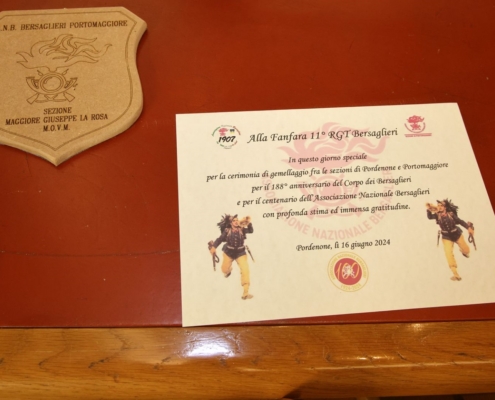 .N.B. BERSAGLIERI PORTOMAGGIORE
SEZIONE
MAGGIORE GIUSEPPE LA ROSA
M.O.V.M.
1907
Alla Fanfara 11° RGT Bersaglieri
In questo giorno speciale
per la cerimonia di gemellaggio fra le sezioni di Pordenone e Portomaggiore
per il 188° anniversario del Corpo dei Bersaglieri
e per il centenario dell'Associazione Nazionale Bersaglieri
con profonda stima ed immensa gratitudine.
Pordenone, lì 16 giugno 2024
100